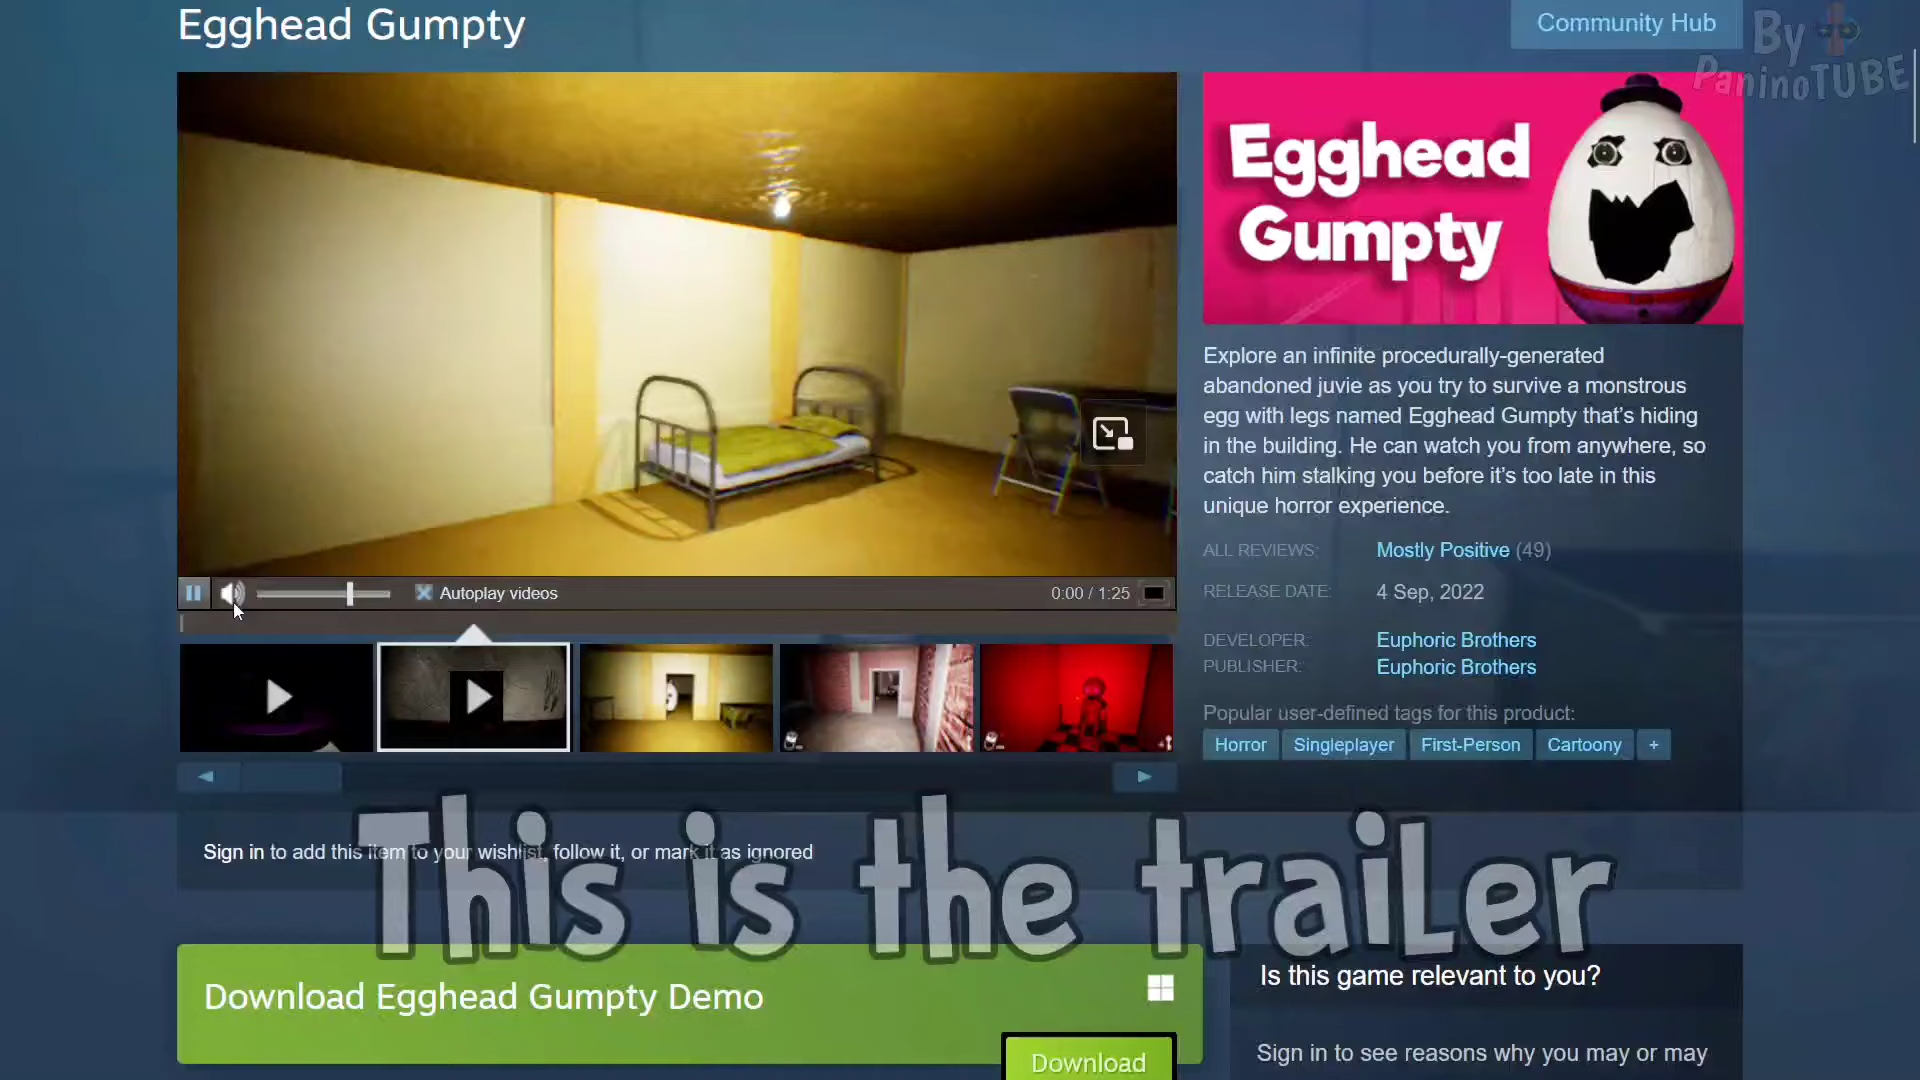 Egghead Gumpty
Community Hub
By
PaninoTUBE
Egghead
Gumpty
Explore an infinite procedurally-generated
abandoned juvie as you try to survive a monstrous
egg with legs named Egghead Gumpty that’s hiding
in the building. He can watch you from anywhere, so
catch him stalking you before it’s too late in this
unique horror experience.
ALL REVIEWS: Mostly Positive (49)
RELEASE DATE: 4 Sep, 2022
DEVELOPER: Euphoric Brothers
PUBLISHER: Euphoric Brothers
Popular user-defined tags for this product:
Horror Singleplayer First-Person Cartoony +
Autoplay videos 0:00 / 1:25
Sign in to add this item to your wishlist, follow it, or mark it as ignored
This is the trailer
Download Egghead Gumpty Demo
Download
Is this game relevant to you?
Sign in to see reasons why you may or may